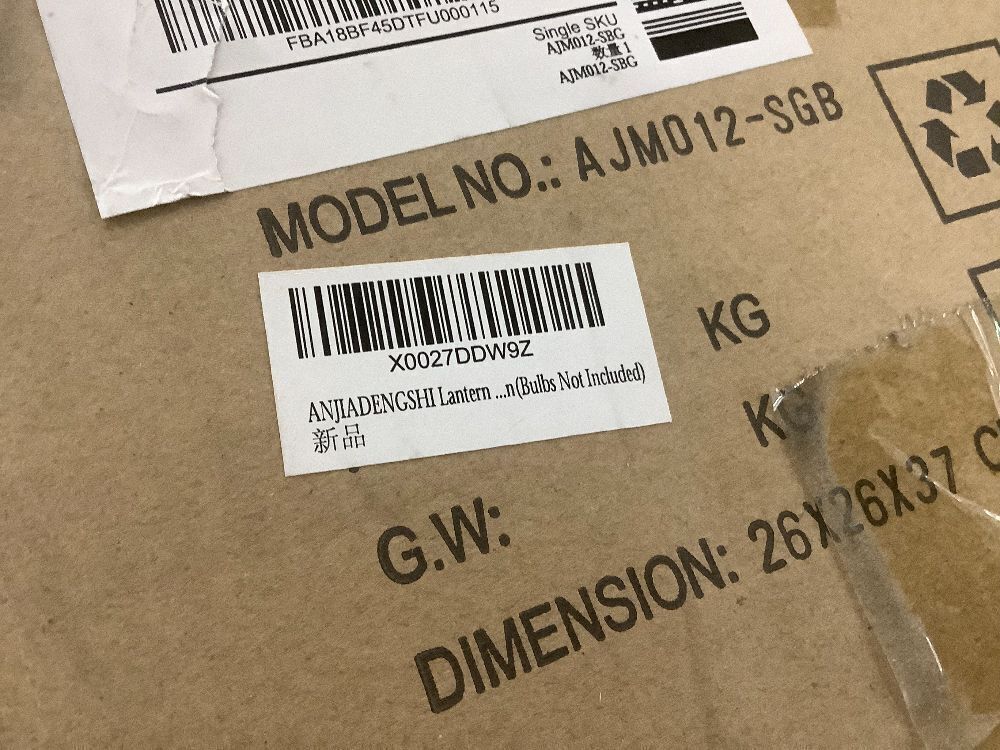 FBA18BF45DTFU000115
Single SKU
AJM012-SBG
数量 1
AJM012-SBG
MODEL NO.: AJM012-SGB
X0027DDW9Z
ANJIADENGSHI Lantern ...n(Bulbs Not Included)
新品
KG
KG
G.W:
DIMENSION: 26X26X37 C